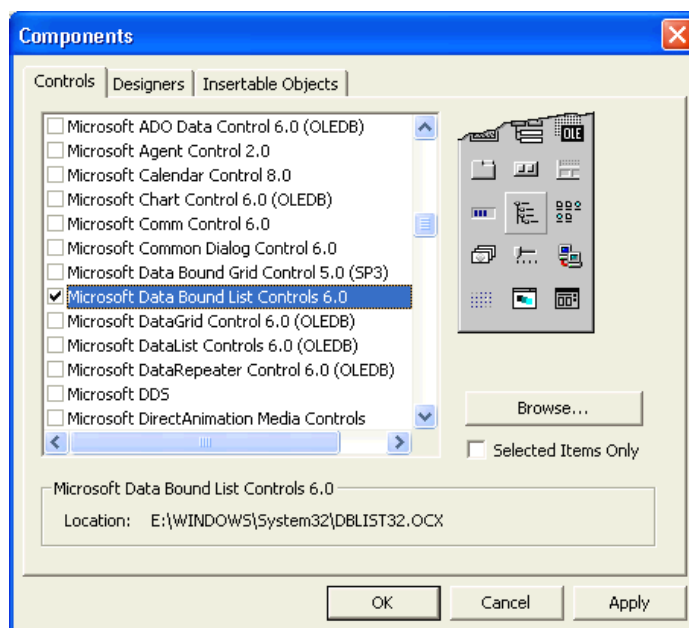 Components
Controls Designers Insertable Objects
Microsoft ADO Data Control 6.0 (OLEDB)
Microsoft Agent Control 2.0
Microsoft Calendar Control 8.0
Microsoft Chart Control 6.0 (OLEDB)
Microsoft Comm Control 6.0
Microsoft Common Dialog Control 6.0
Microsoft Data Bound Grid Control 5.0 (SP3)
Microsoft Data Bound List Controls 6.0
Microsoft DataGrid Control 6.0 (OLEDB)
Microsoft DataList Controls 6.0 (OLEDB)
Microsoft DataRepeater Control 6.0 (OLEDB)
Microsoft DDS
Microsoft DirectAnimation Media Controls
OLE
Browse...
Selected Items Only
Microsoft Data Bound List Controls 6.0
Location: E:\WINDOWS\System32\DBLIST32.OCX
OK Cancel Apply